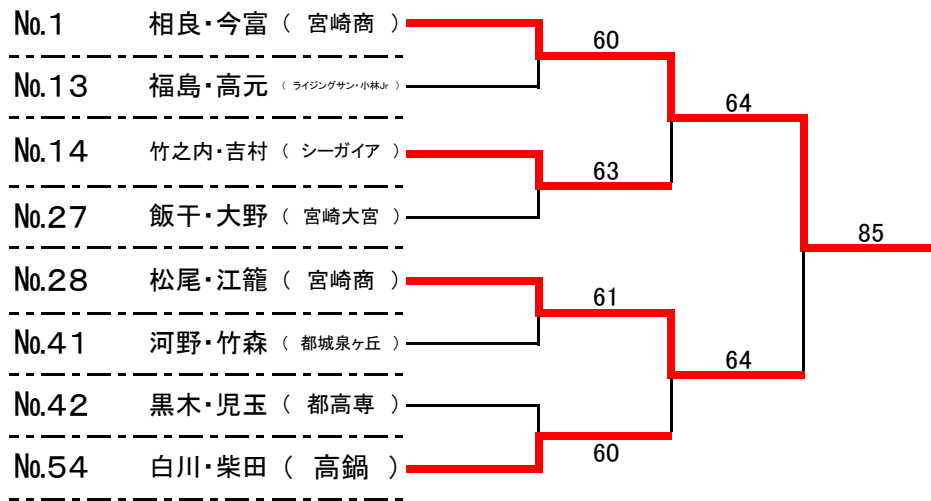 No.1 相良・今富 ( 宮崎商 )
60
No.13 福島・高元 ( ライジングサン・小林Jr )
64
No.14 竹之内・吉村 ( シーガイア )
63
No.27 飯干・大野 ( 宮崎大宮 )
85
No.28 松尾・江籠 ( 宮崎商 )
61
No.41 河野・竹森 ( 都城泉ヶ丘 )
64
No.42 黒木・児玉 ( 都高専 )
60
No.54 白川・柴田 ( 高鍋 )